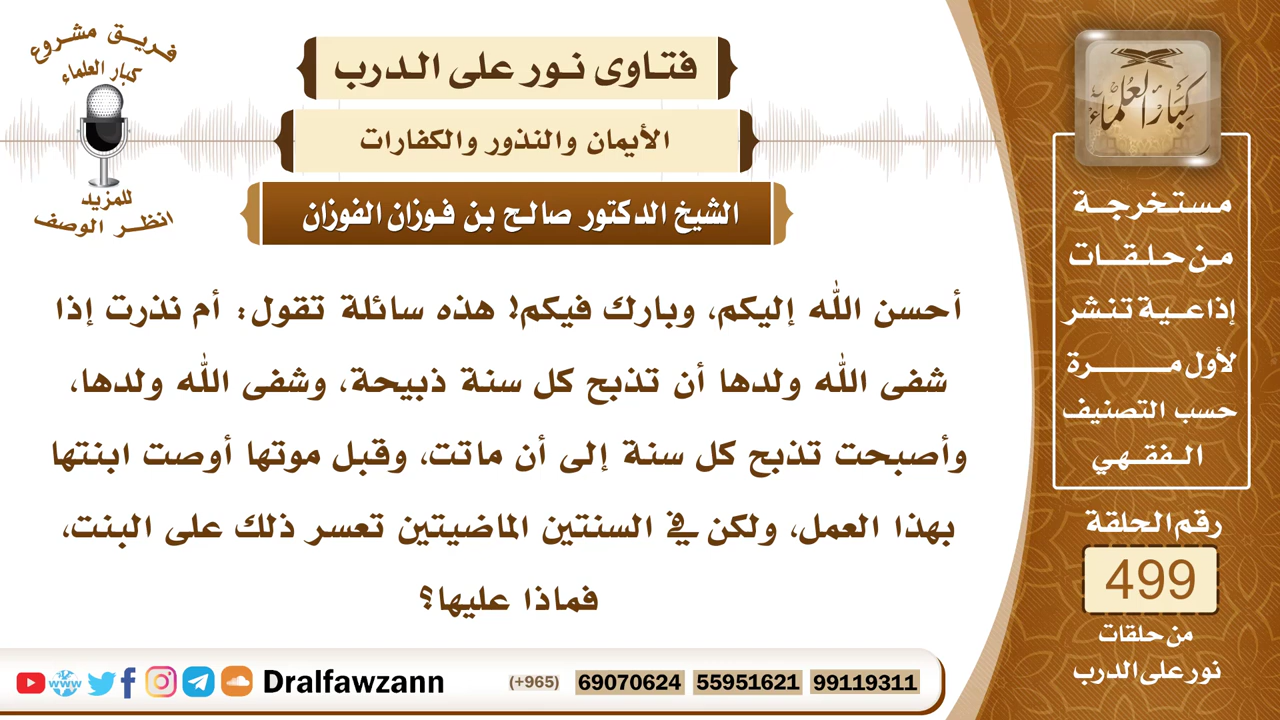 فريق مشروع
كبار العلماء
للمزيد
انظر الوصف
فتاوى نور على الدرب
الأيمان والنذور والكفارات
الشيخ الدكتور صالح بن فوزان الفوزان
أحسن الله إليكم، وبارك فيكم! هذه سائلة تقول: أم نذرت إذا
شفى الله ولدها أن تذبح كل سنة ذبيحة، وشفى الله ولدها،
وأصبحت تذبح كل سنة إلى أن ماتت، وقبل موتها أوصت ابنتها
بهذا العمل، ولكن في السنتين الماضيتين تعسر ذلك على البنت،
فماذا عليها؟
كبار العلماء
مستخرجة
من حلقات
إذاعية تنشر
لأول مرة
حسب التصنيف
الفقهي
رقم الحلقة
499
من حلقات
نور على الدرب
www
Dralfawzann
(+965) 69070624 55951621 99119311